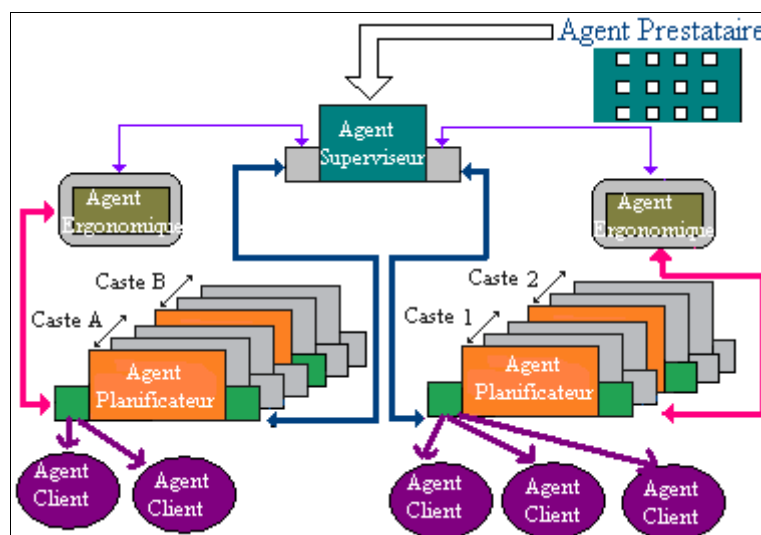 Agent Prestataire
Agent
Superviseur
Agent
Ergonomique
Agent
Ergonomique
Caste B
Caste A
Caste 2
Caste 1
Agent
Planificateur
Agent
Planificateur
Agent
Client
Agent
Client
Agent
Client
Agent
Client
Agent
Client